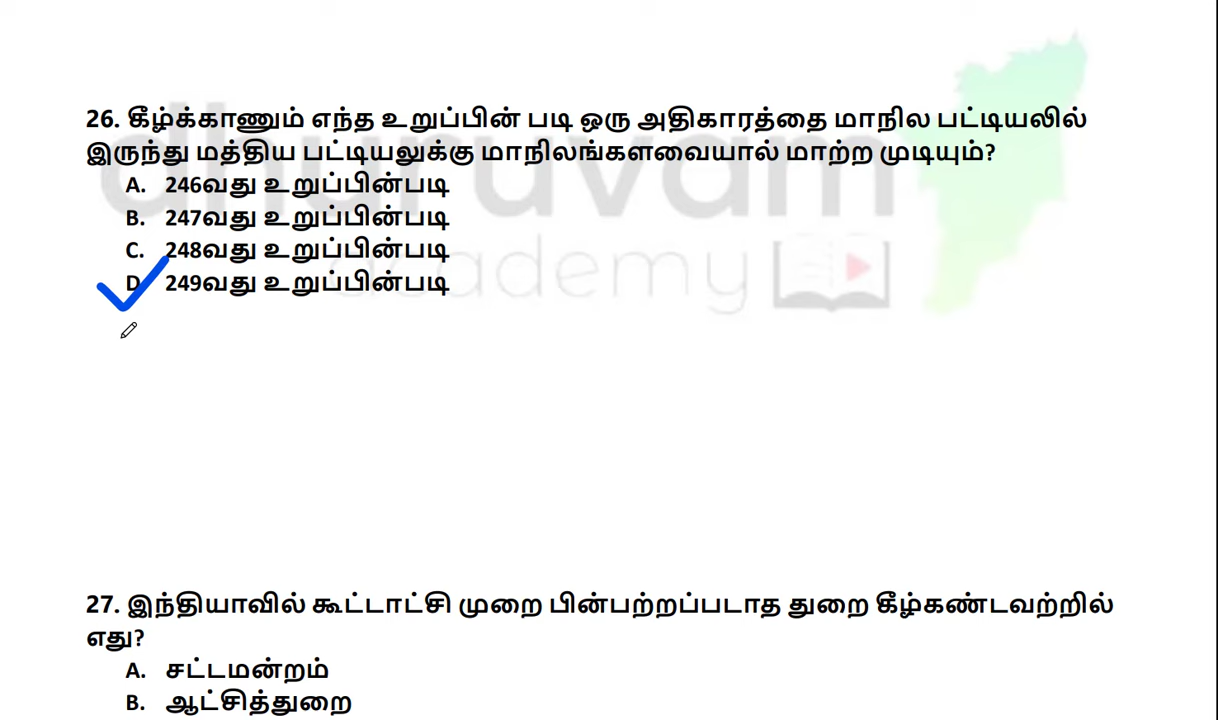 dhuruvam
academy
26. கீழ்க்காணும் எந்த உறுப்பின் படி ஒரு அதிகாரத்தை மாநில பட்டியலில்
இருந்து மத்திய பட்டியலுக்கு மாநிலங்களவையால் மாற்ற முடியும்?
A. 246வது உறுப்பின்படி
B. 247வது உறுப்பின்படி
C. 248வது உறுப்பின்படி
D. 249வது உறுப்பின்படி
27. இந்தியாவில் கூட்டாட்சி முறை பின்பற்றப்படாத துறை கீழ்கண்டவற்றில்
எது?
A. சட்டமன்றம்
B. ஆட்சித்துறை